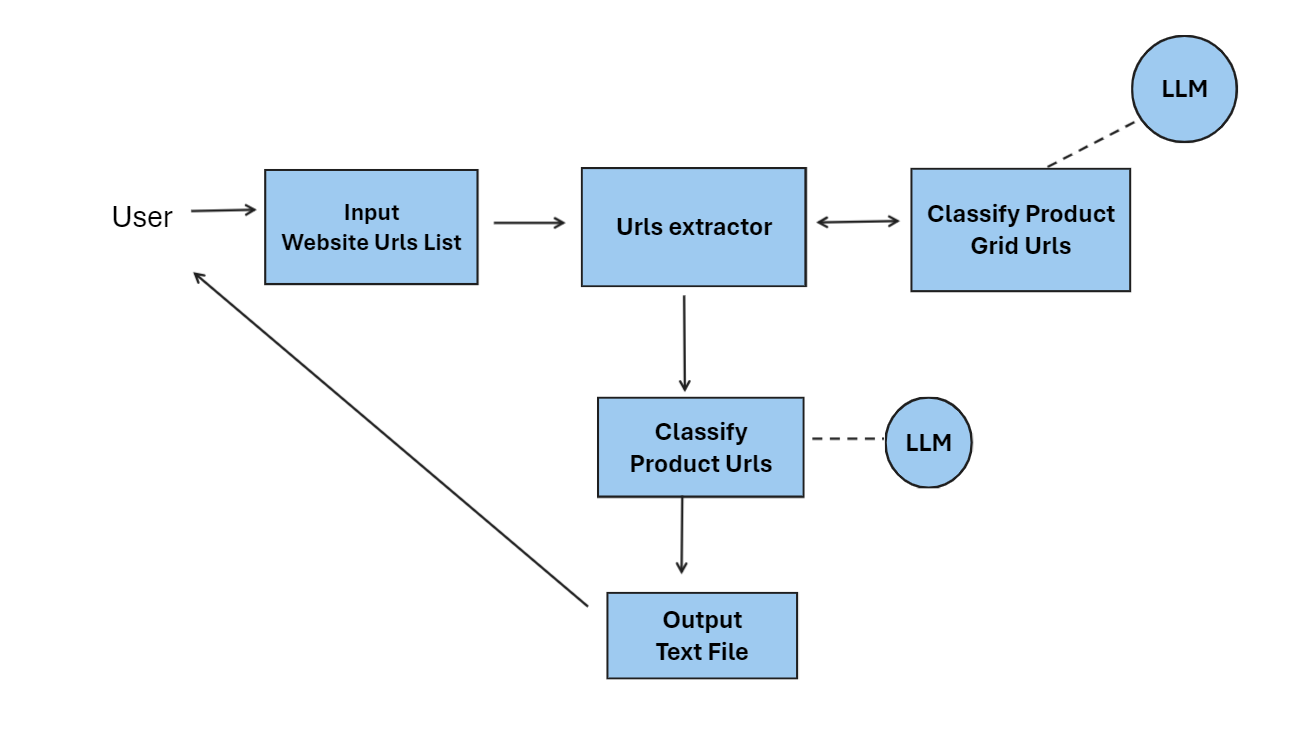 LLM
User
Input
Website Urls List
Urls extractor
Classify Product
Grid Urls
Classify
Product Urls
LLM
Output
Text File